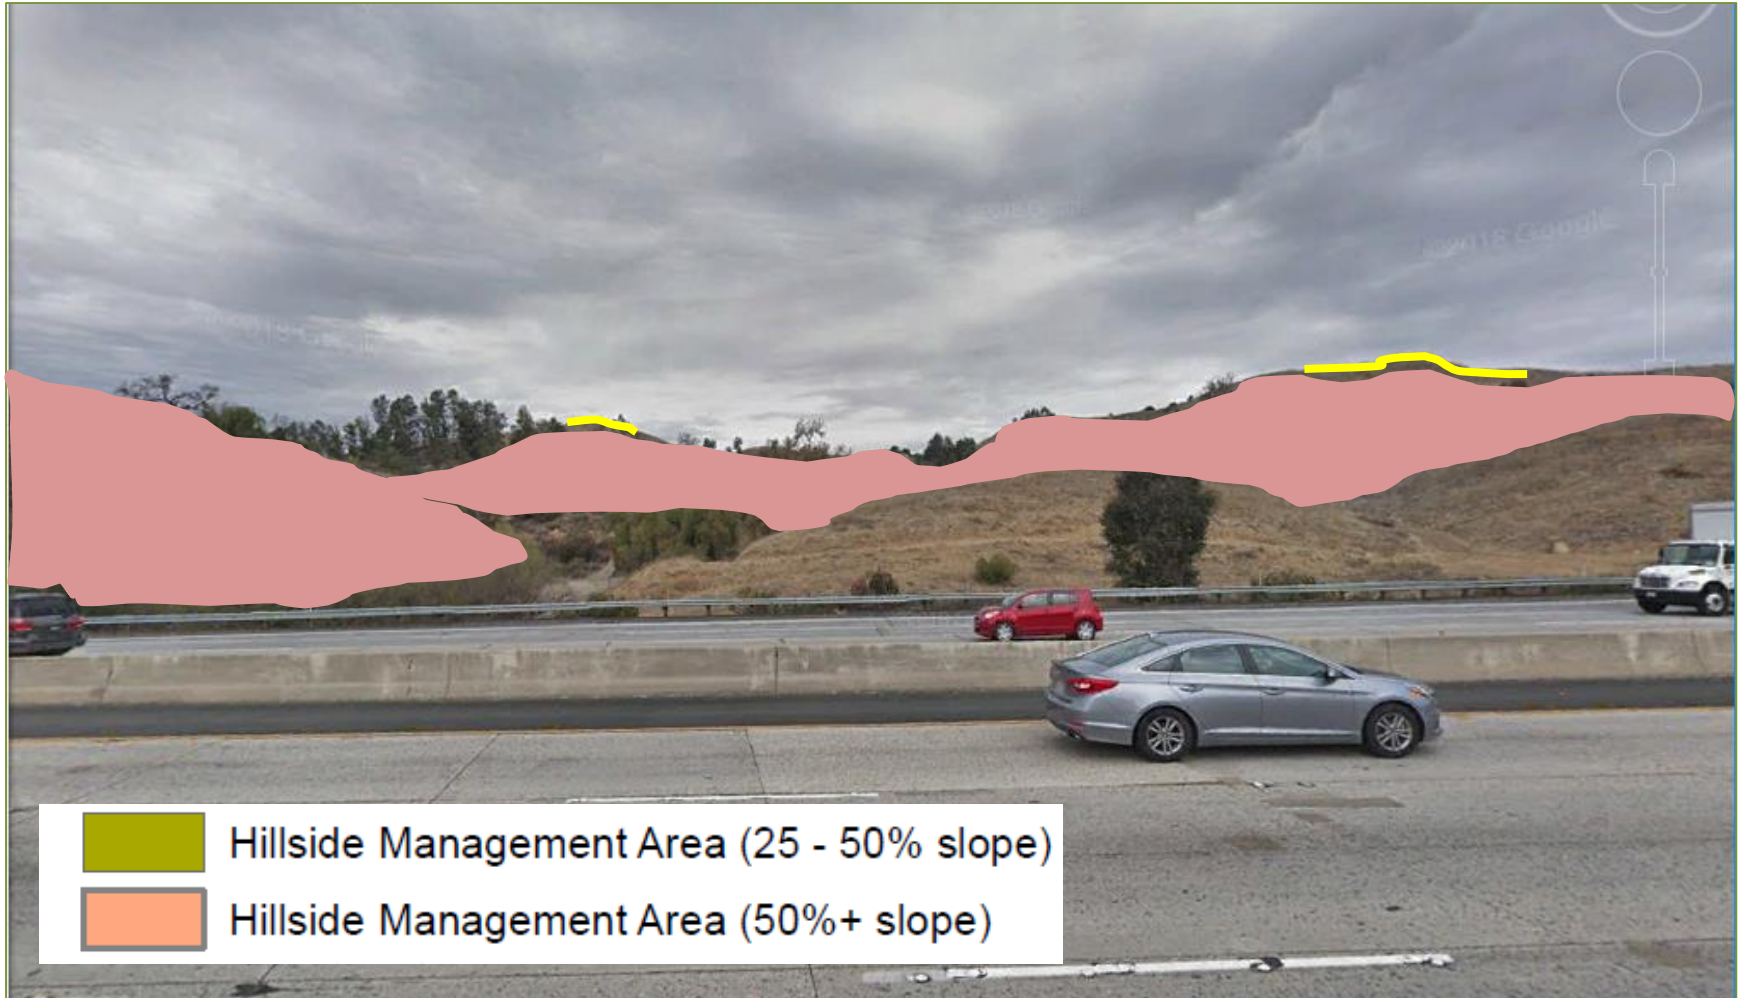 Hillside Management Area (25 - 50% slope)
Hillside Management Area (50%+ slope)